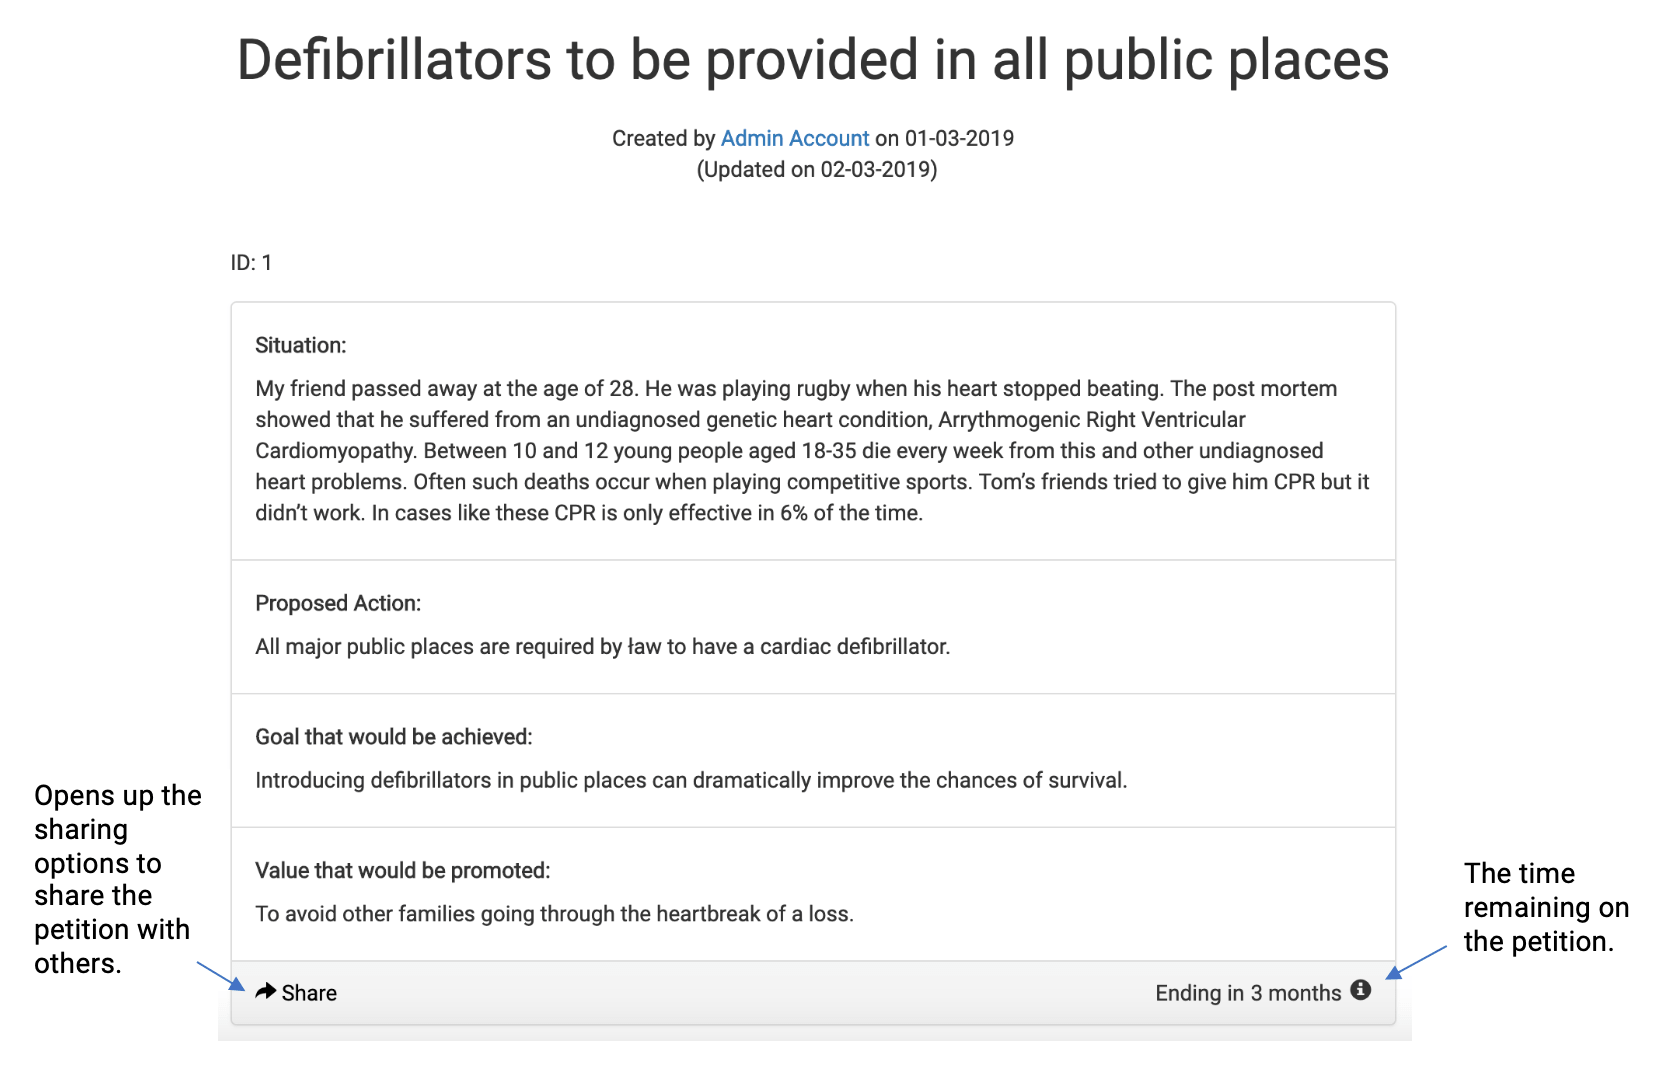 Defibrillators to be provided in all public places
Created by Admin Account on 01-03-2019
(Updated on 02-03-2019)
ID: 1
Situation:
My friend passed away at the age of 28. He was playing rugby when his heart stopped beating. The post mortem
showed that he suffered from an undiagnosed genetic heart condition, Arrythmogenic Right Ventricular
Cardiomyopathy. Between 10 and 12 young people aged 18-35 die every week from this and other undiagnosed
heart problems. Often such deaths occur when playing competitive sports. Tom’s friends tried to give him CPR but it
didn’t work. In cases like these CPR is only effective in 6% of the time.
Proposed Action:
All major public places are required by ław to have a cardiac defibrillator.
Goal that would be achieved:
Introducing defibrillators in public places can dramatically improve the chances of survival.
Value that would be promoted:
To avoid other families going through the heartbreak of a loss.
Share
Ending in 3 months
Opens up the
sharing
options to
share the
petition with
others.
The time
remaining on
the petition.